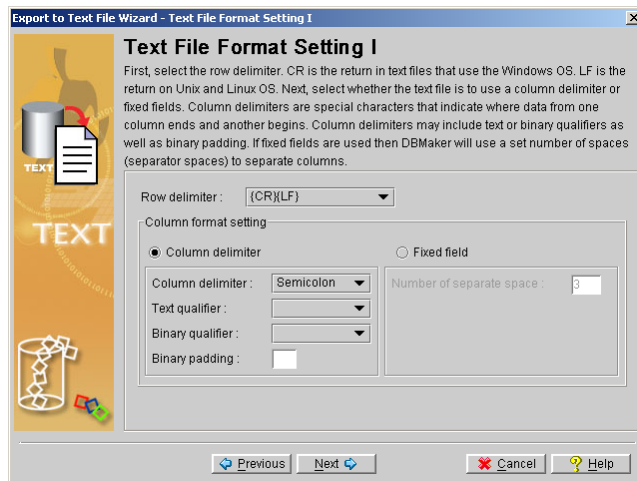 Export to Text File Wizard - Text File Format Setting I
Text File Format Setting I
First, select the row delimiter. CR is the return in text files that use the Windows OS. LF is the
return on Unix and Linux OS. Next, select whether the text file is to use a column delimiter or
fixed fields. Column delimiters are special characters that indicate where data from one
column ends and another begins. Column delimiters may include text or binary qualifiers as
well as binary padding. If fixed fields are used then DBMaker will use a set number of spaces
(separator spaces) to separate columns.
TEXT
TEXT
Row delimiter : {CR}{LF}
Column format setting
Column delimiter
Fixed field
Column delimiter : Semicolon
Number of separate space : 3
Text qualifier :
Binary qualifier :
Binary padding :
Previous Next Cancel Help